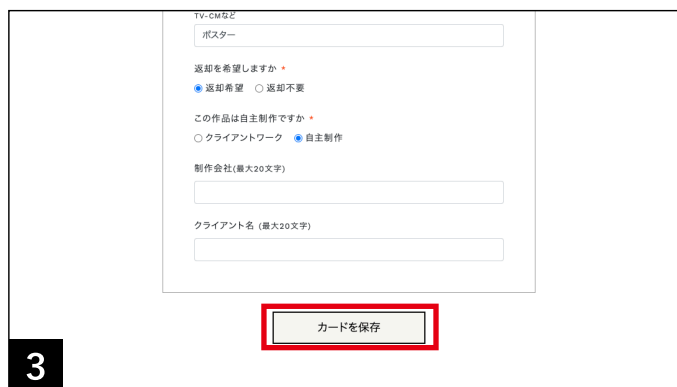 TV-CMなど
ポスター
返却を希望しますか *
返却希望 返却不要
この作品は自主制作ですか *
クライアントワーク 自主制作
制作会社(最大20文字)
クライアント名 (最大20文字)
カードを保存
3